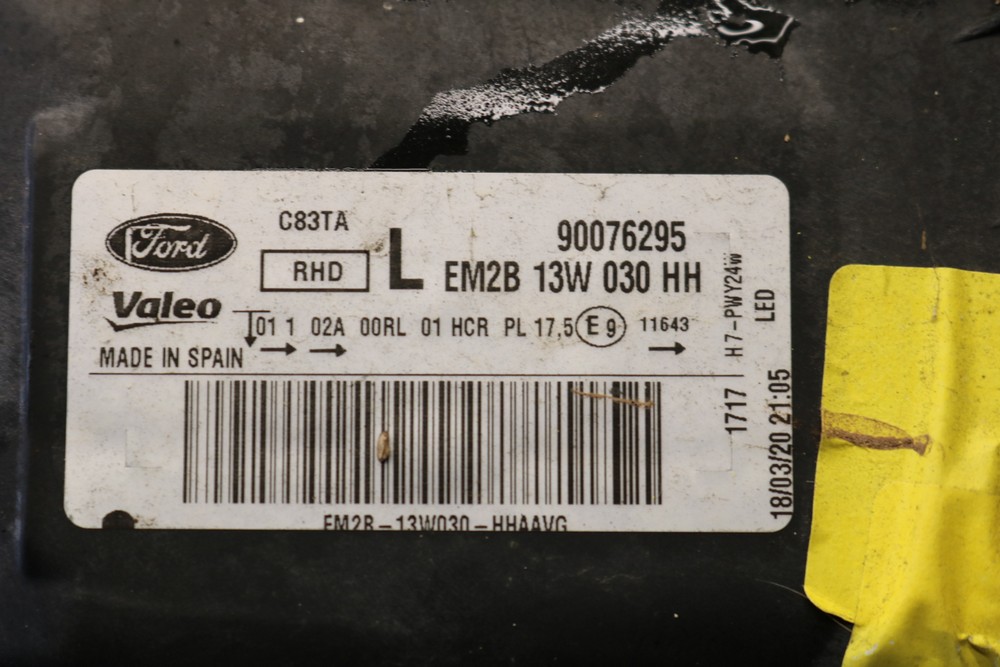 C83TA
Ford
RHD
L
90076295
EM2B 13W 030 HH
Valeo
01 1 02A 00RL 01 HCR PL 17,5 E9 11643
MADE IN SPAIN
EM2B-13W030-HHAAVG
H7-PWY24W
LED
1717
18/03/20 21:05